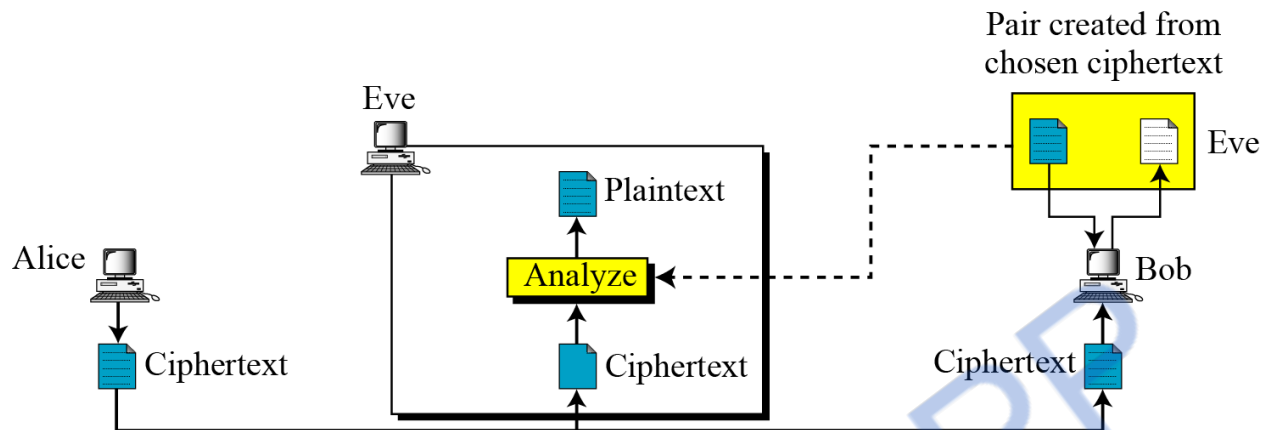 Pair created from
chosen ciphertext
Eve
Eve
Plaintext
Alice
Analyze
Bob
Ciphertext
Ciphertext
Ciphertext